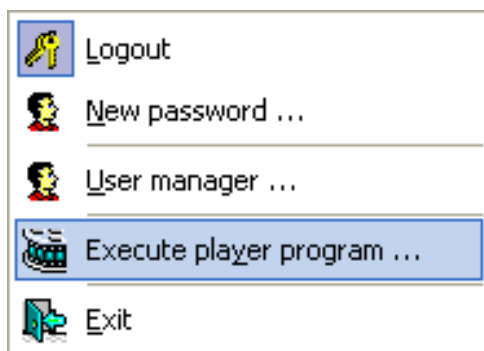 Logout
New password ...
User manager ...
Execute player program ...
Exit